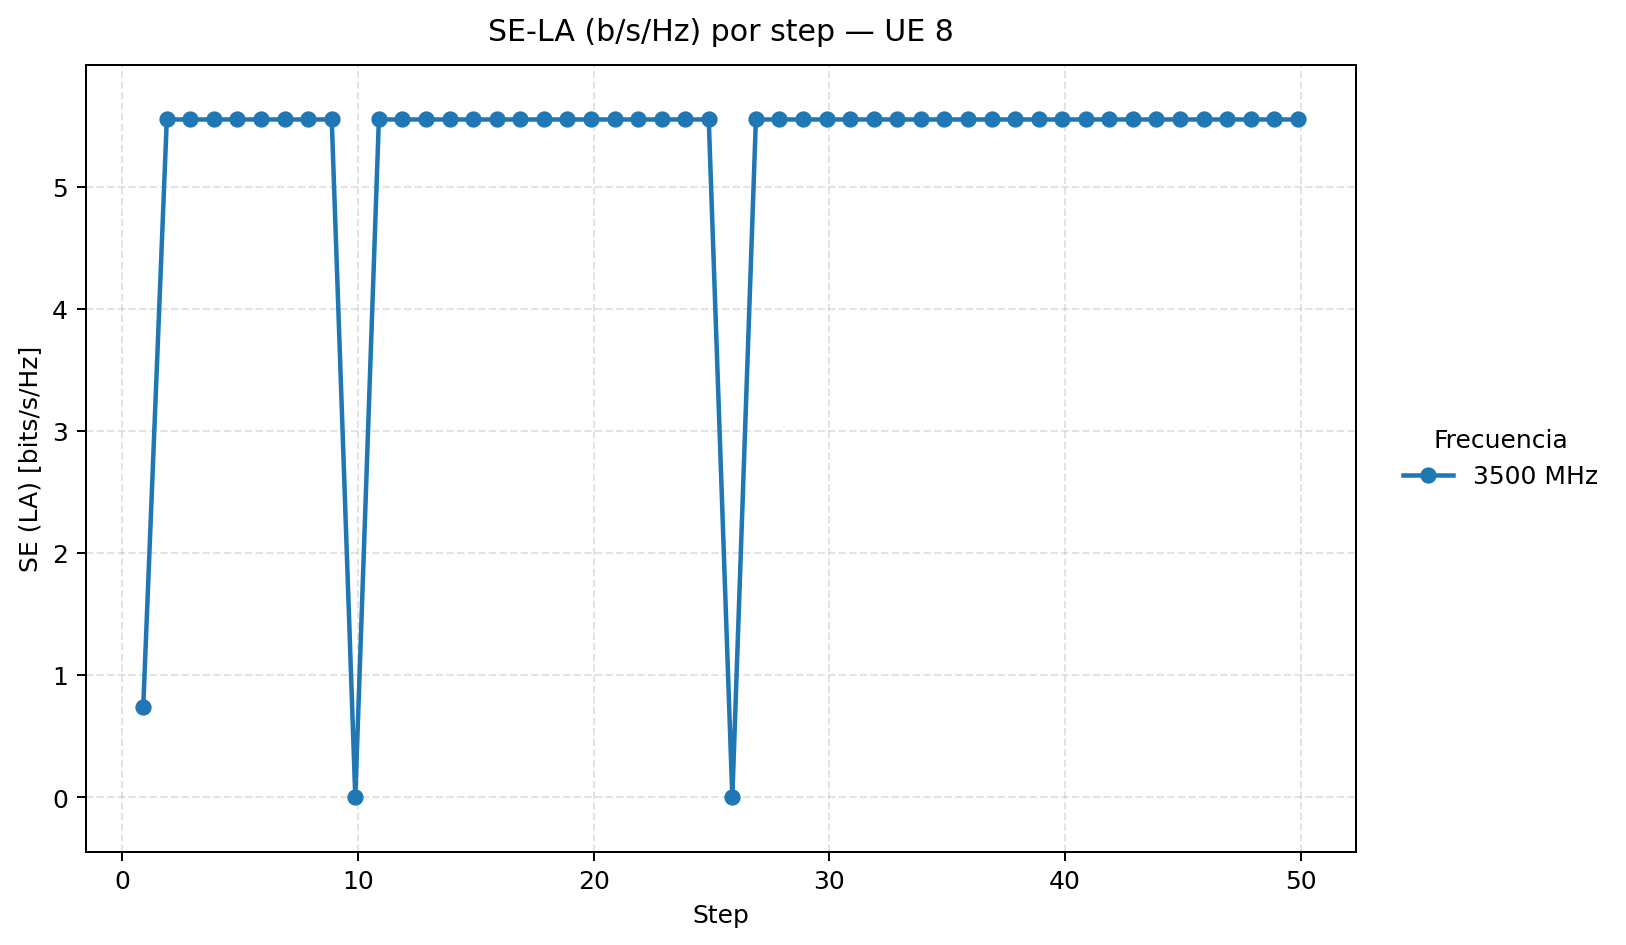 SE-LA (b/s/Hz) por step — UE 8
SE (LA) [bits/s/Hz]
5
4
3
2
1
0
0 10 20 30 40 50
Step
Frecuencia
3500 MHz